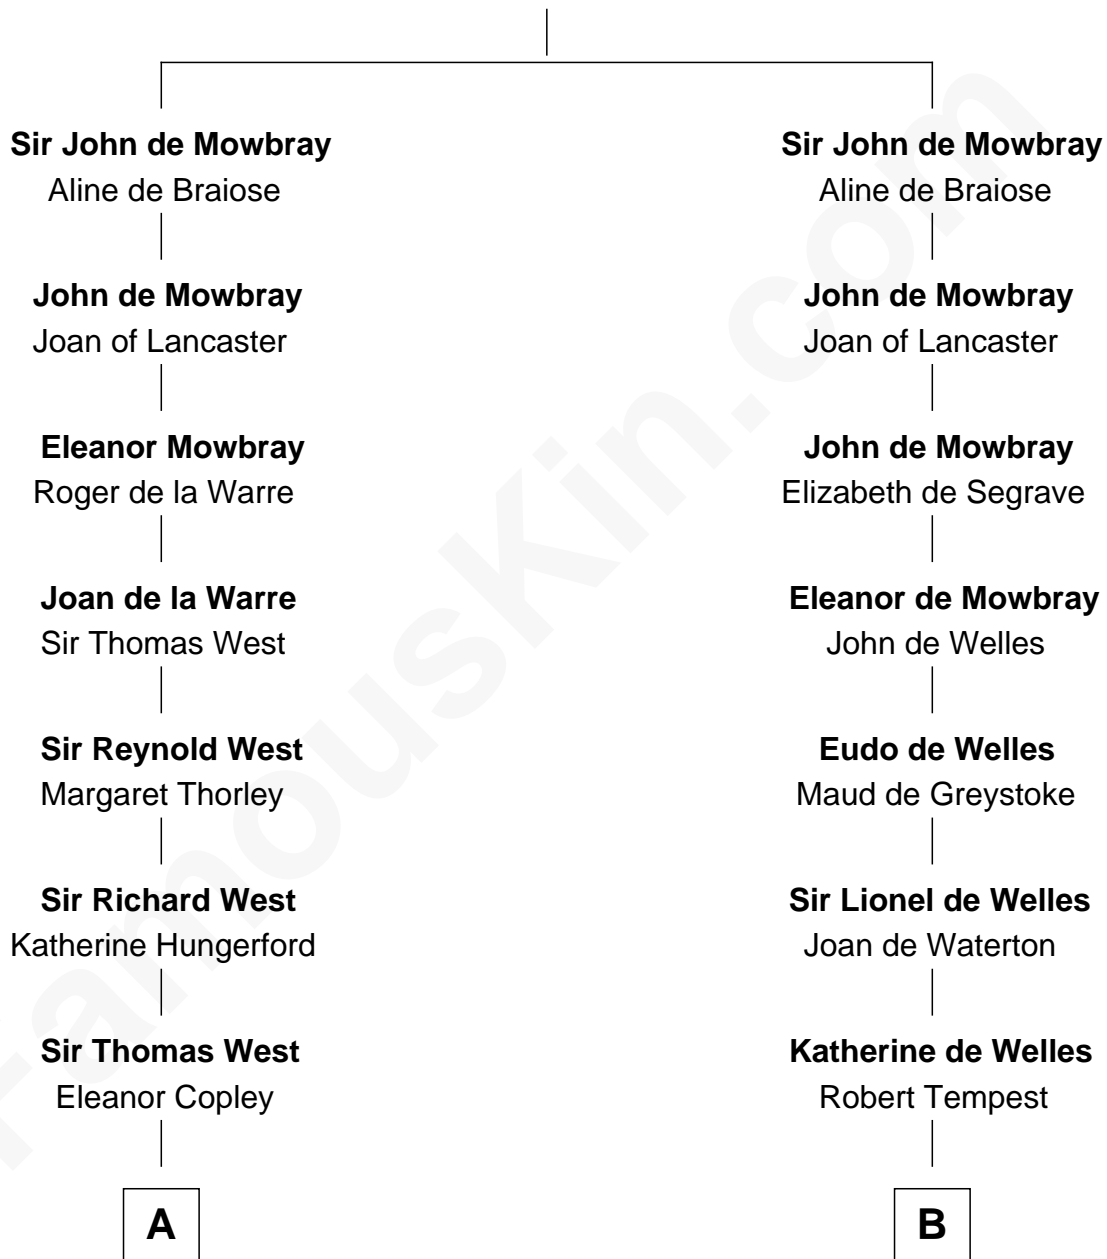 Sir John de Mowbray
Aline de Braiose
John de Mowbray
Joan of Lancaster
Eleanor Mowbray
Roger de la Warre
Joan de la Warre
Sir Thomas West
Sir Reynold West
Margaret Thorley
Sir Richard West
Katherine Hungerford
Sir Thomas West
Eleanor Copley
A
Sir John de Mowbray
Aline de Braiose
John de Mowbray
Joan of Lancaster
John de Mowbray
Elizabeth de Segrave
Eleanor de Mowbray
John de Welles
Eudo de Welles
Maud de Greystoke
Sir Lionel de Welles
Joan de Waterton
Katherine de Welles
Robert Tempest
B
FamousKin.com